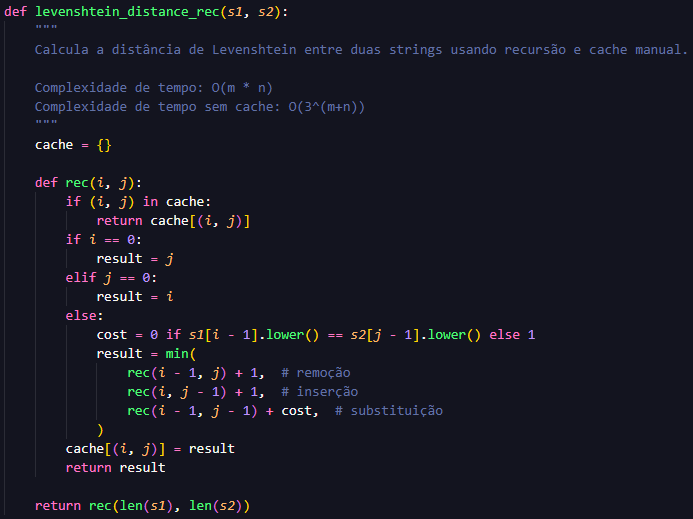 def levenshtein_distance_rec(s1, s2):
    """
    Calcula a distância de Levenshtein entre duas strings usando recursão e cache manual.

    Complexidade de tempo: O(m * n)
    Complexidade de tempo sem cache: O(3^(m+n))
    """
    cache = {}

    def rec(i, j):
        if (i, j) in cache:
            return cache[(i, j)]
        if i == 0:
            result = j
        elif j == 0:
            result = i
        else:
            cost = 0 if s1[i - 1].lower() == s2[j - 1].lower() else 1
            result = min(
                rec(i - 1, j) + 1,  # remoção
                rec(i, j - 1) + 1,  # inserção
                rec(i - 1, j - 1) + cost,  # substituição
            )
        cache[(i, j)] = result
        return result

    return rec(len(s1), len(s2))